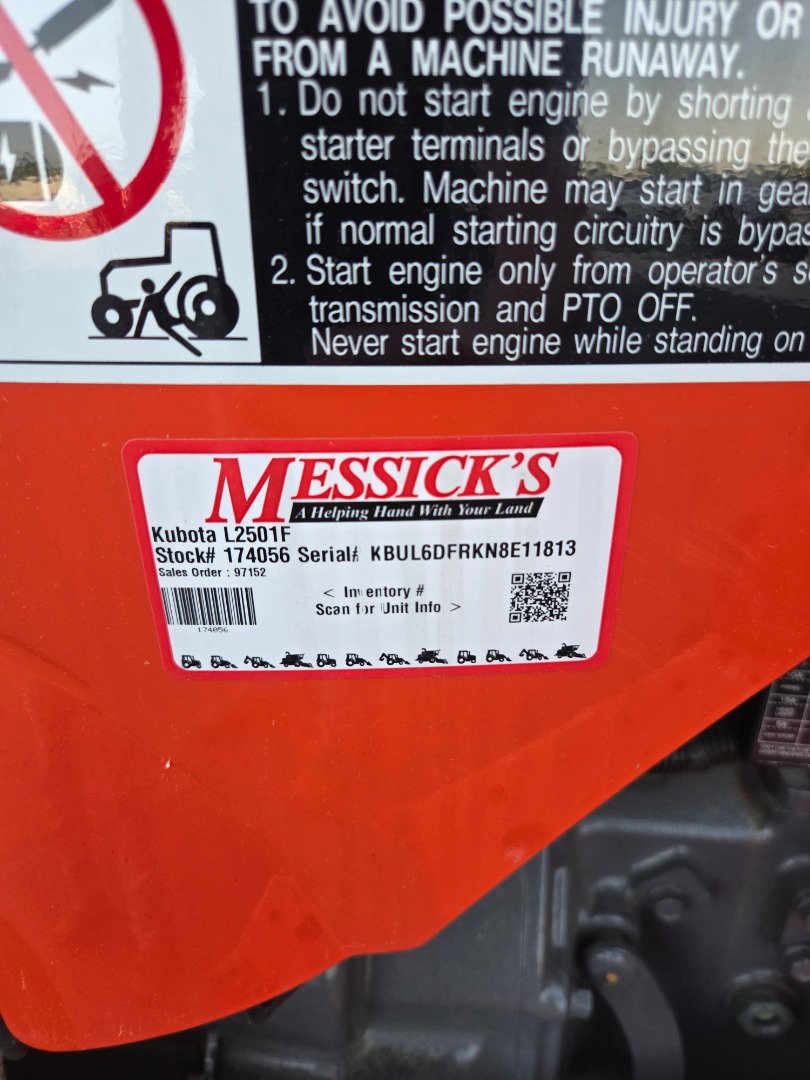 TO AVOID POSSIBLE INJURY OR
FROM A MACHINE RUNAWAY.
1. Do not start engine by shorting
starter terminals or bypassing the
switch. Machine may start in
if normal starting circuitry is
2. Start engine only from operator's
transmission and PTO OFF.
Never start engine while standing on
MESSICK'S
A Helping Hand With Your Land
Kubota L2501F
Stock# 174056 Serial# KBUL6DFRKN8E11813
Sales Order : 97152
< Inventory #
Scan for Unit Info >
174056